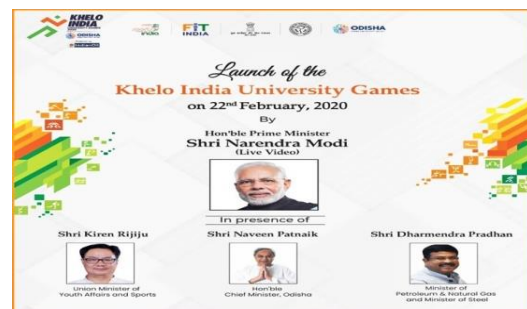 KHELO
INDIA
ODISHA
IndianOil
india
FIT
INDIA
ODISHA
Launch of the
Khelo India University Games
on 22nd February, 2020
By
Hon'ble Prime Minister
Shri Narendra Modi
(Live Video)
In presence of
Shri Kiren Rijiju
Union Minister of
Youth Affairs and Sports
Shri Naveen Patnaik
Hon'ble
Chief Minister, Odisha
Shri Dharmendra Pradhan
Minister of
Petroleum & Natural Gas
and Minister of Steel